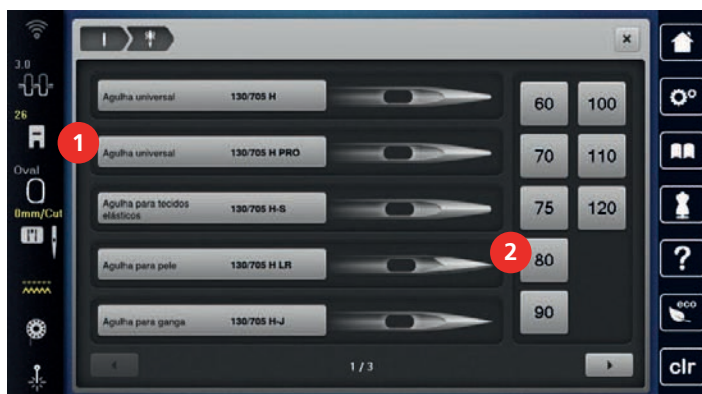 3.0
26
Oval
0mm/Cut
Agulha universal 130/705 H
1
Agulha universal 130/705 H PRO
Agulha para tecidos
elásticos 130/705 H-S
Agulha para pele 130/705 H LR
2
Agulha para ganga 130/705 H-J
60 100
70 110
75 120
80
90
1 / 3
?
eco
clr